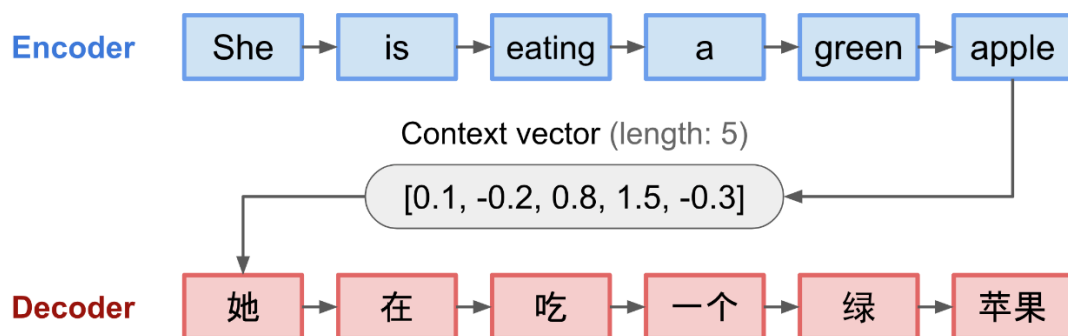 Encoder She is eating a green apple
Context vector (length: 5)
[0.1, -0.2, 0.8, 1.5, -0.3]
Decoder 她 在 吃 一个 绿 苹果